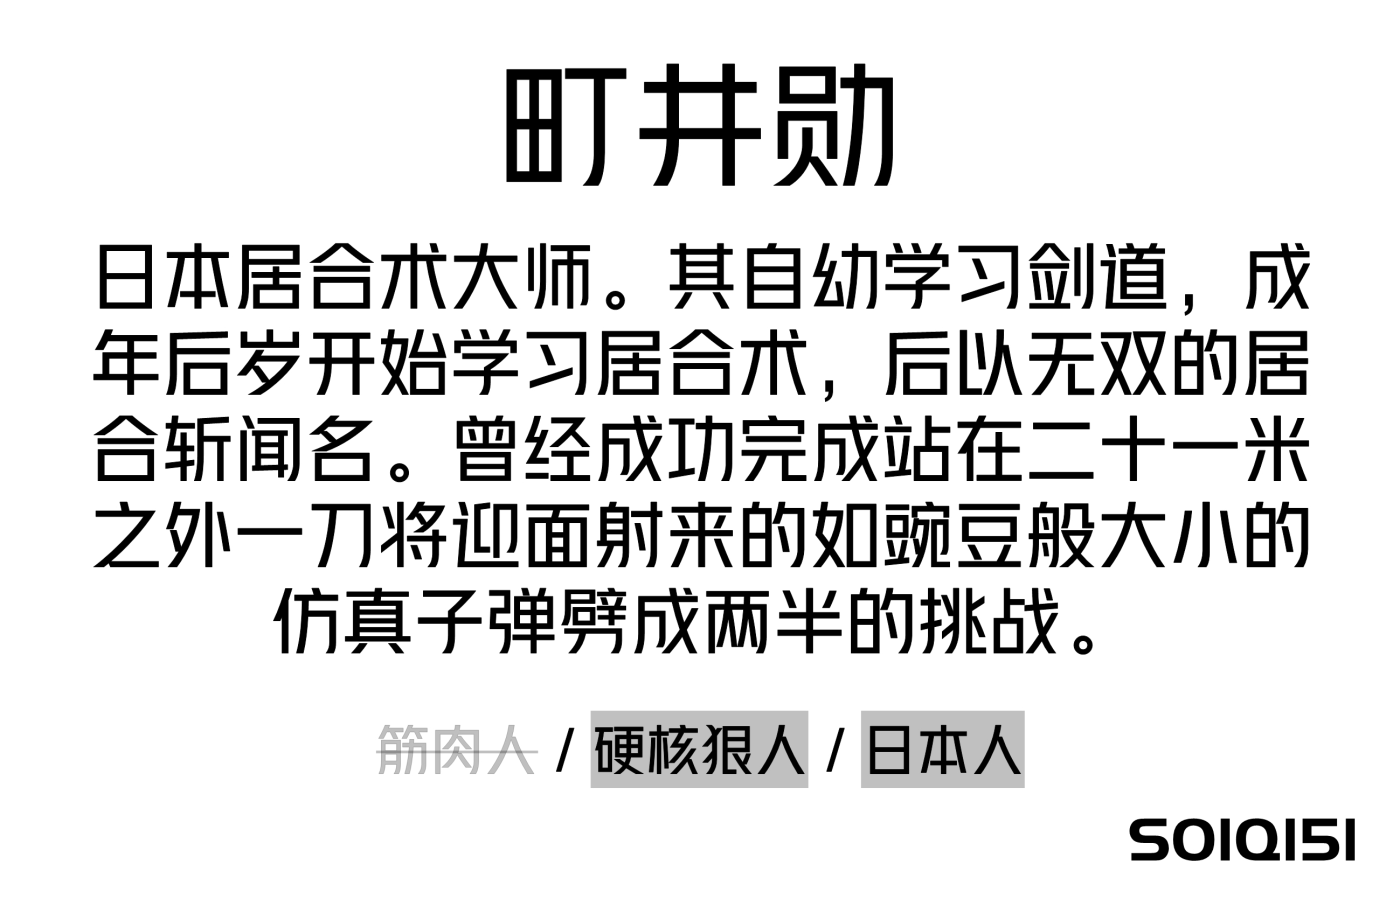 町井勋
日本居合术大师。其自幼学习剑道，成
年后岁开始学习居合术，后以无双的居
合斩闻名。曾经成功完成站在二十一米
之外一刀将迎面射来的如豌豆般大小的
仿真子弹劈成两半的挑战。
筋肉人 / 硬核狠人 / 日本人
SOIQI5I